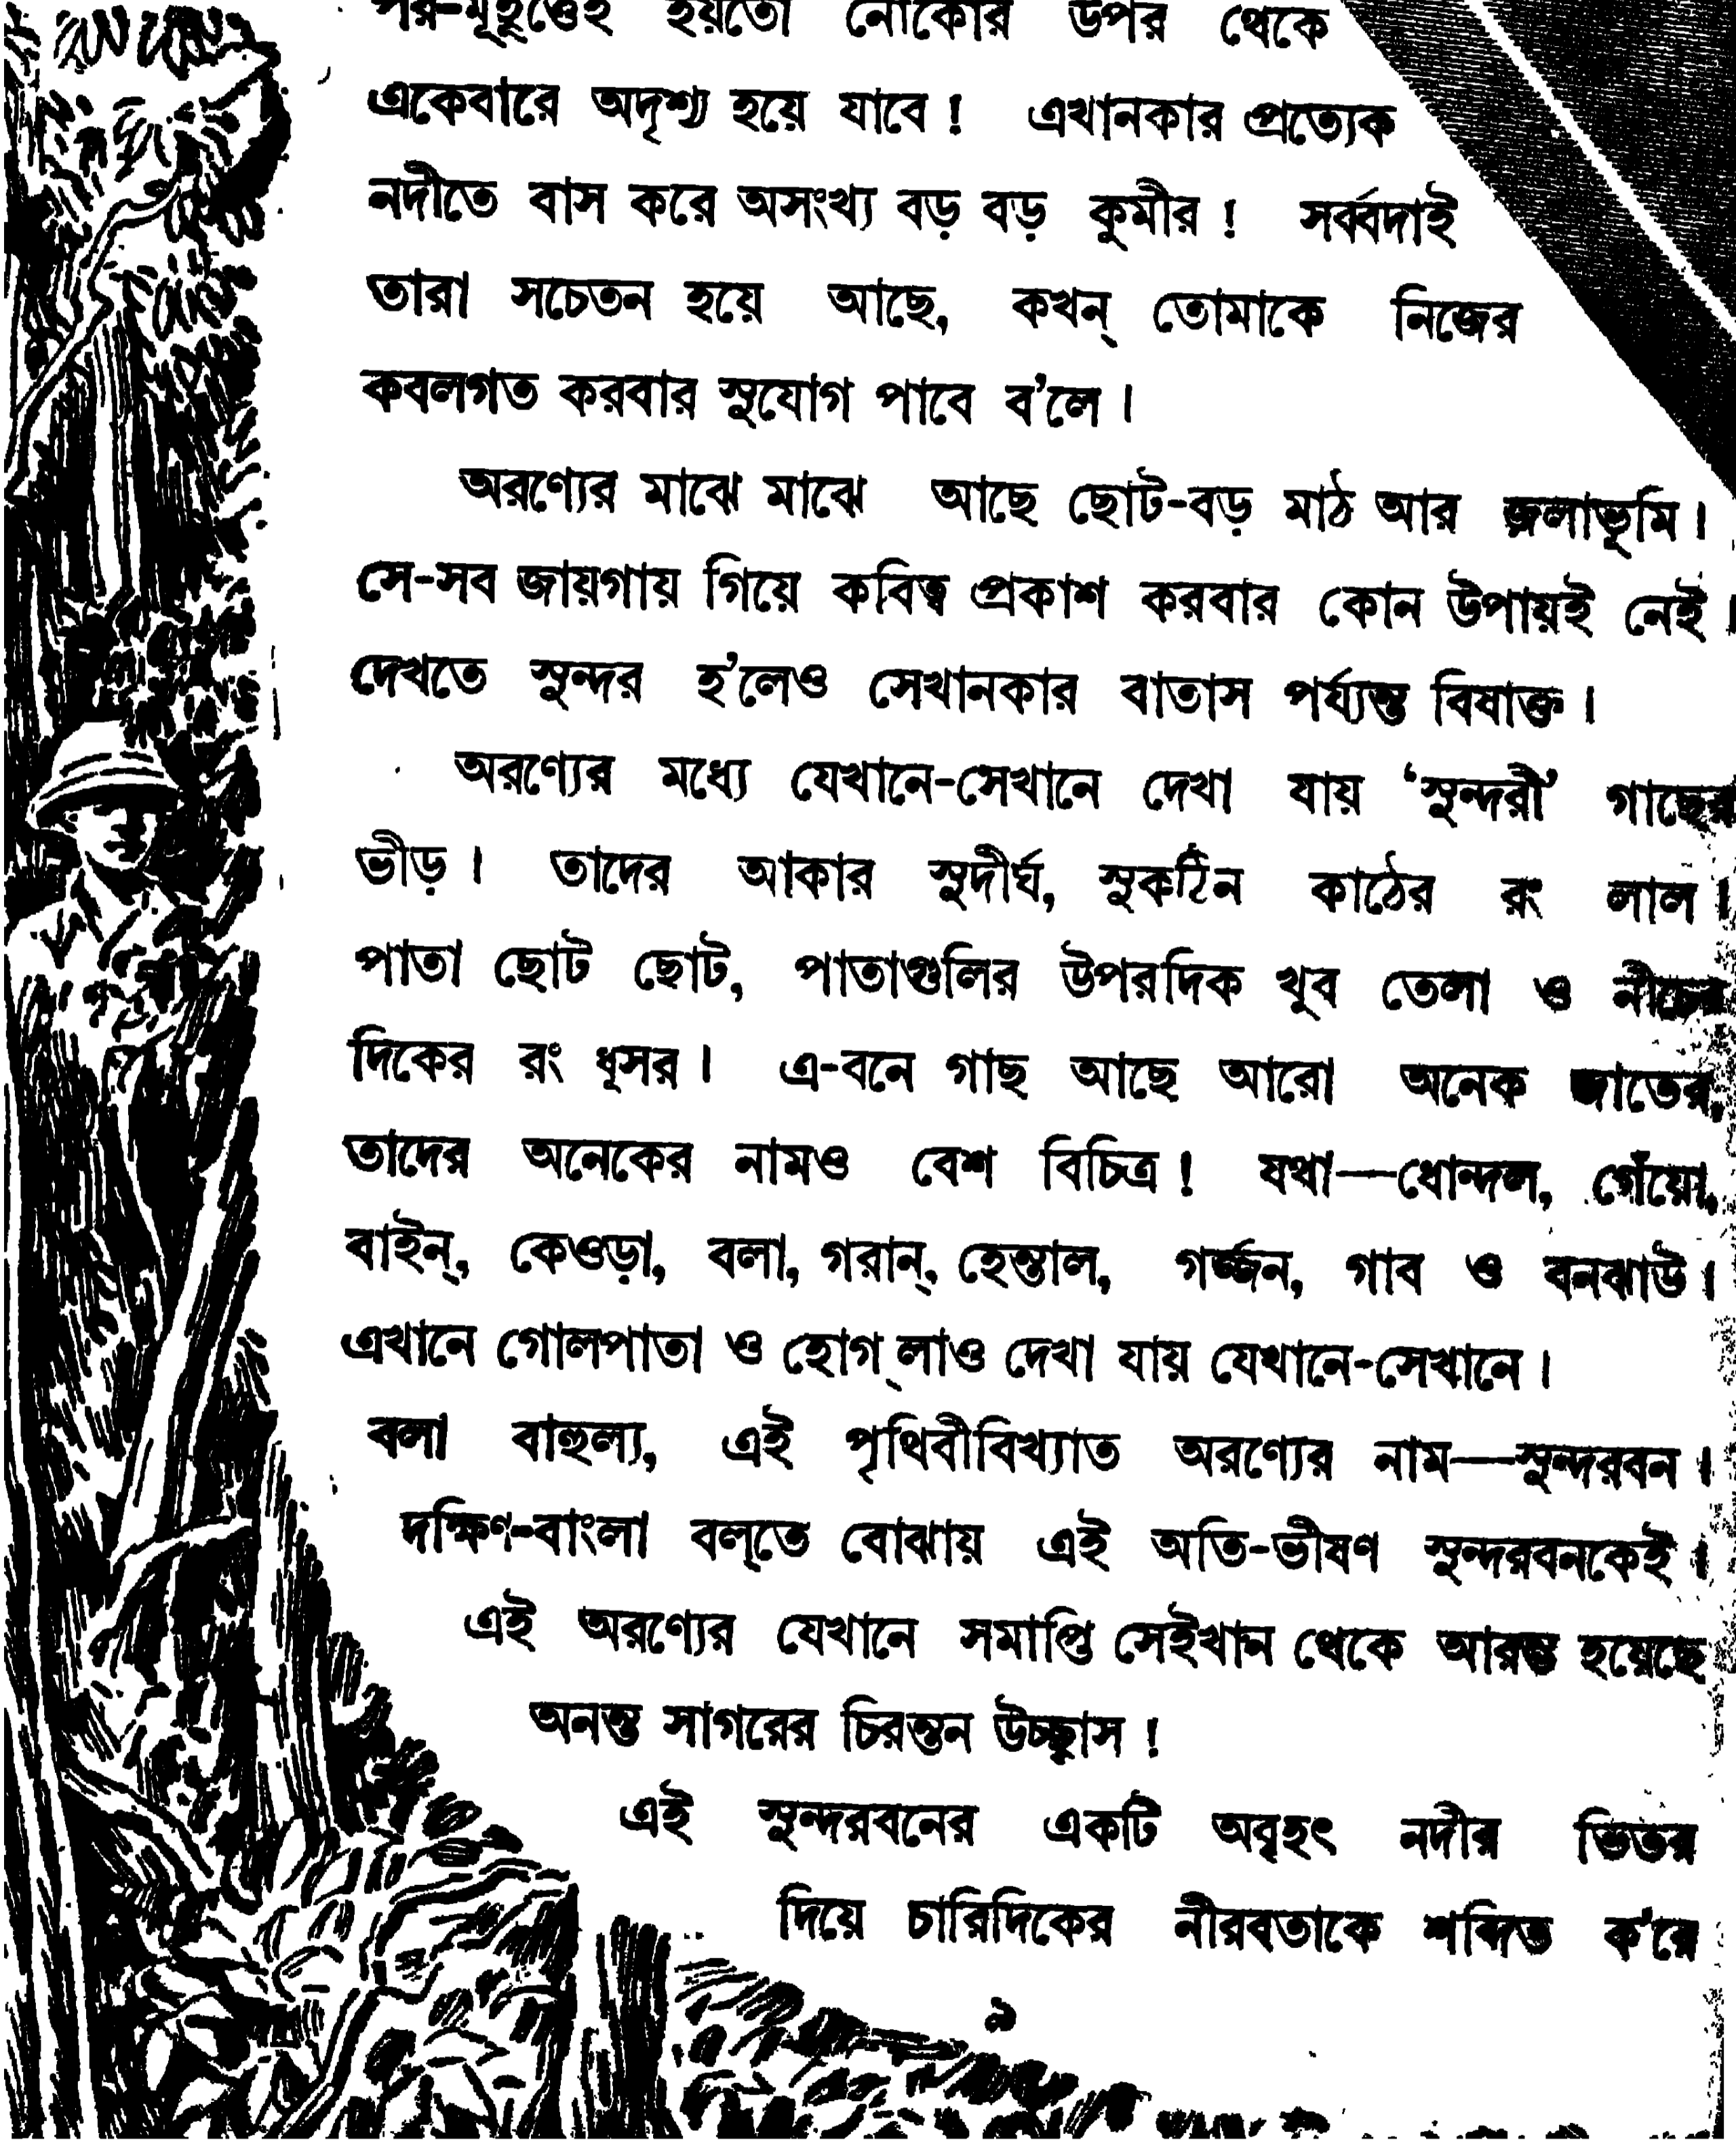 পর-মূহূর্ত্তেই হয়তো নৌকোর উপর থেকে
একেবারে অদৃশ্য হয়ে যাবে ! এখানকার প্রত্যেক
নদীতে বাস করে অসংখ্য বড় বড় কুমীর ! সর্ব্বদাই
তারা সচেতন হয়ে আছে, কখন্ তোমাকে নিজের
কবলগত করবার সুযোগ পাবে ব'লে ।
অরণ্যের মাঝে মাঝে আছে ছোট-বড় মাঠ আর জলাভূমি ।
সে-সব জায়গায় গিয়ে কবিত্ব প্রকাশ করবার কোন উপায়ই নেই ।
দেখতে সুন্দর হ'লেও সেখানকার বাতাস পর্য্যন্ত বিষাক্ত ।
অরণ্যের মধ্যে যেখানে-সেখানে দেখা যায় ‘সুন্দরী’ গাছের
ভীড় । তাদের আকার সুদীর্ঘ, সুকঠিন কাঠের রং লাল ।
পাতা ছোট ছোট, পাতাগুলির উপরদিক খুব তেলা ও নীচের
দিকের রং ধূসর । এ-বনে গাছ আছে আরো অনেক জাতের,
তাদের অনেকের নামও বেশ বিচিত্র ! যথা—ধোন্দল, গেঁয়ো,
বাইন্, কেওড়া, বলা, গরান্, হেন্তাল, গর্জ্জন, গাব ও বনঝাউ ।
এখানে গোলপাতা ও হোগ্‌লাও দেখা যায় যেখানে-সেখানে ।
বলা বাহুল্য, এই পৃথিবীবিখ্যাত অরণ্যের নাম—সুন্দরবন ।
দক্ষিণ-বাংলা বল্‌তে বোঝায় এই অতি-ভীষণ সুন্দরবনকেই ।
এই অরণ্যের যেখানে সমাপ্তি সেইখান থেকে আরম্ভ হয়েছে
অনন্ত সাগরের চিরন্তন উচ্ছ্বাস !
এই সুন্দরবনের একটি অবৃহৎ নদীর ভিতর
দিয়ে চারিদিকের নীরবতাকে শব্দিত ক'রে
৯